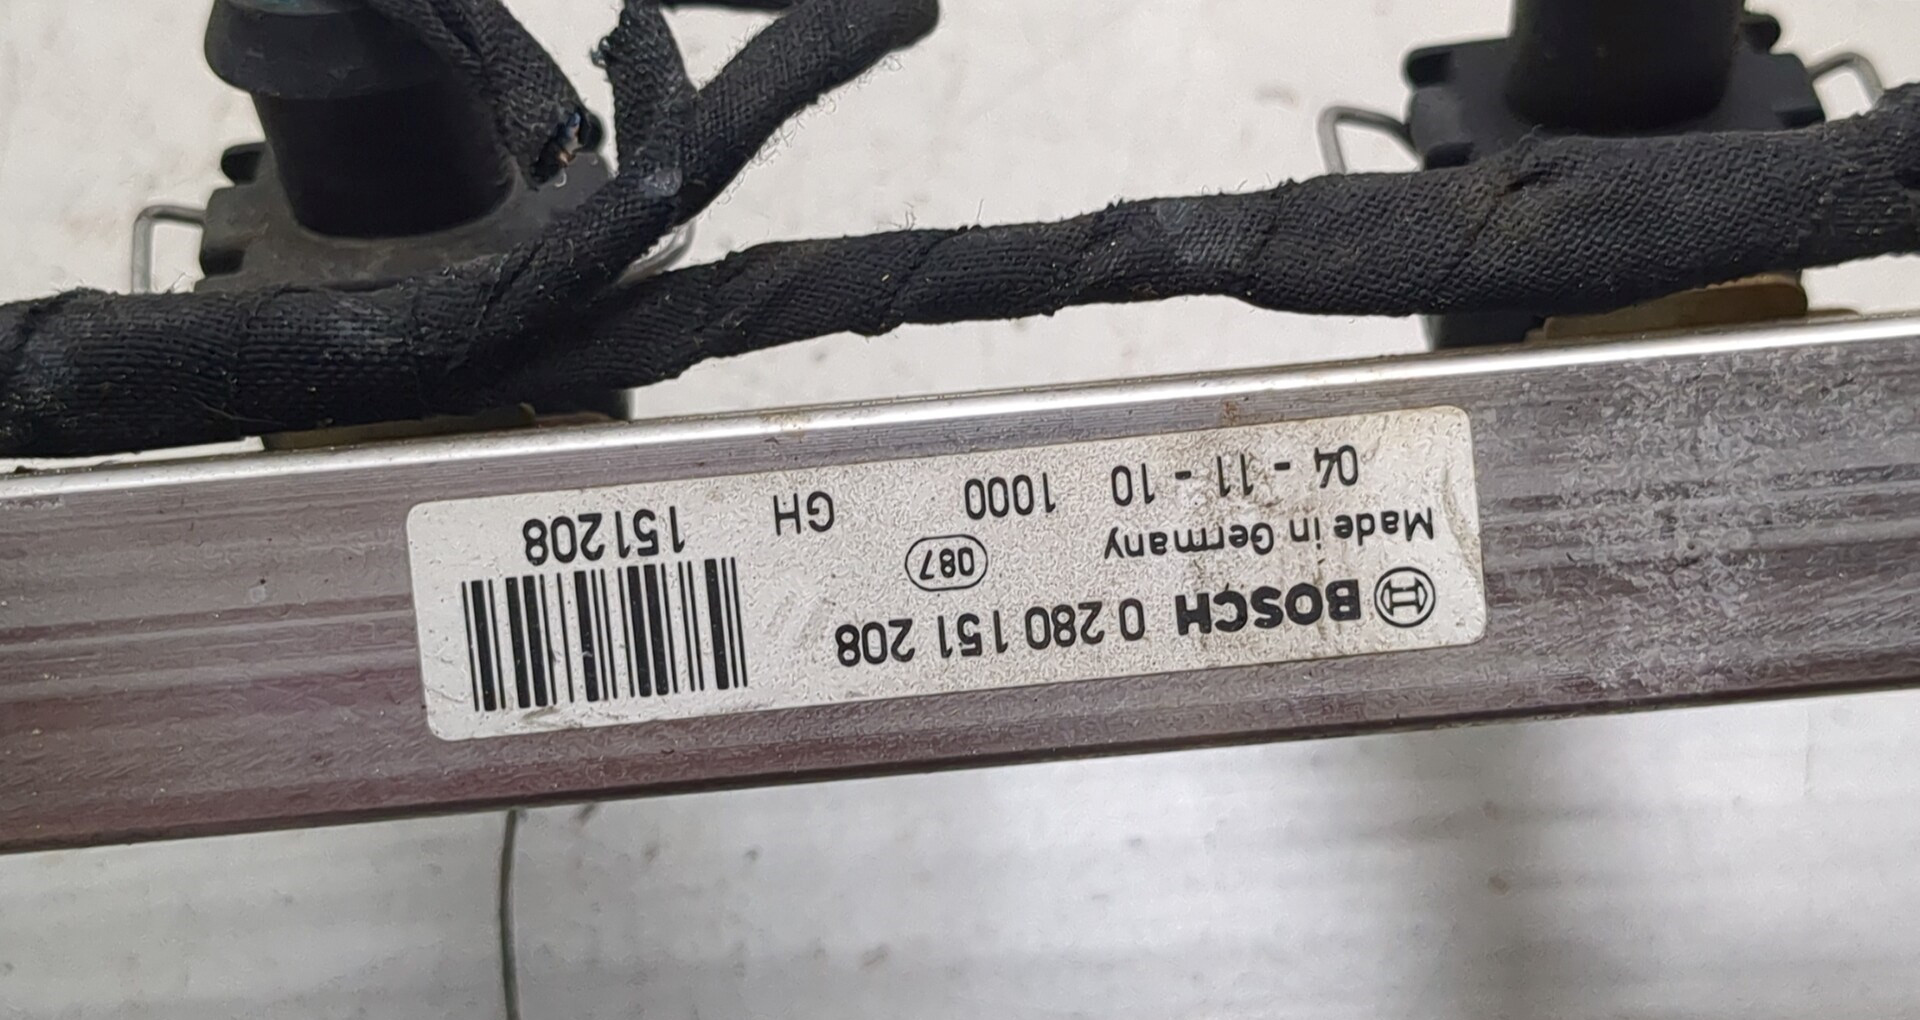 BOSCH 0 280 151 208
Made in Germany 087
04 - 11 - 10 1000 GH 151208